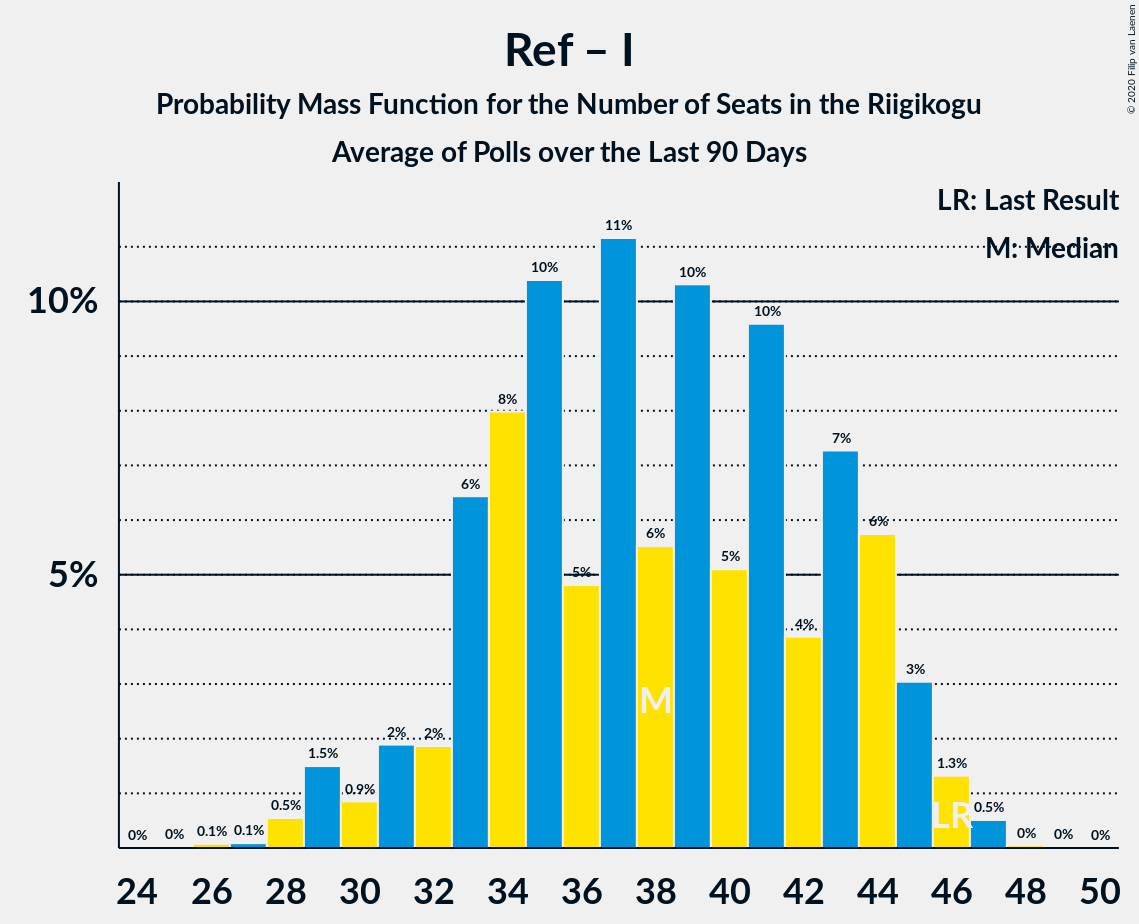 © 2020 Filip van Laenen
Ref – I
Probability Mass Function for the Number of Seats in the Riigikogu
Average of Polls over the Last 90 Days
LR: Last Result
M: Median
10%
5%
0% 0% 0.1% 0.1% 0.5% 1.5% 0.9% 2% 2% 6% 8% 10% 5% 11% 6% 10% 5% 10% 4% 7% 6% 3% 1.3% 0.5% 0% 0% 0%
M
LR
24 26 28 30 32 34 36 38 40 42 44 46 48 50